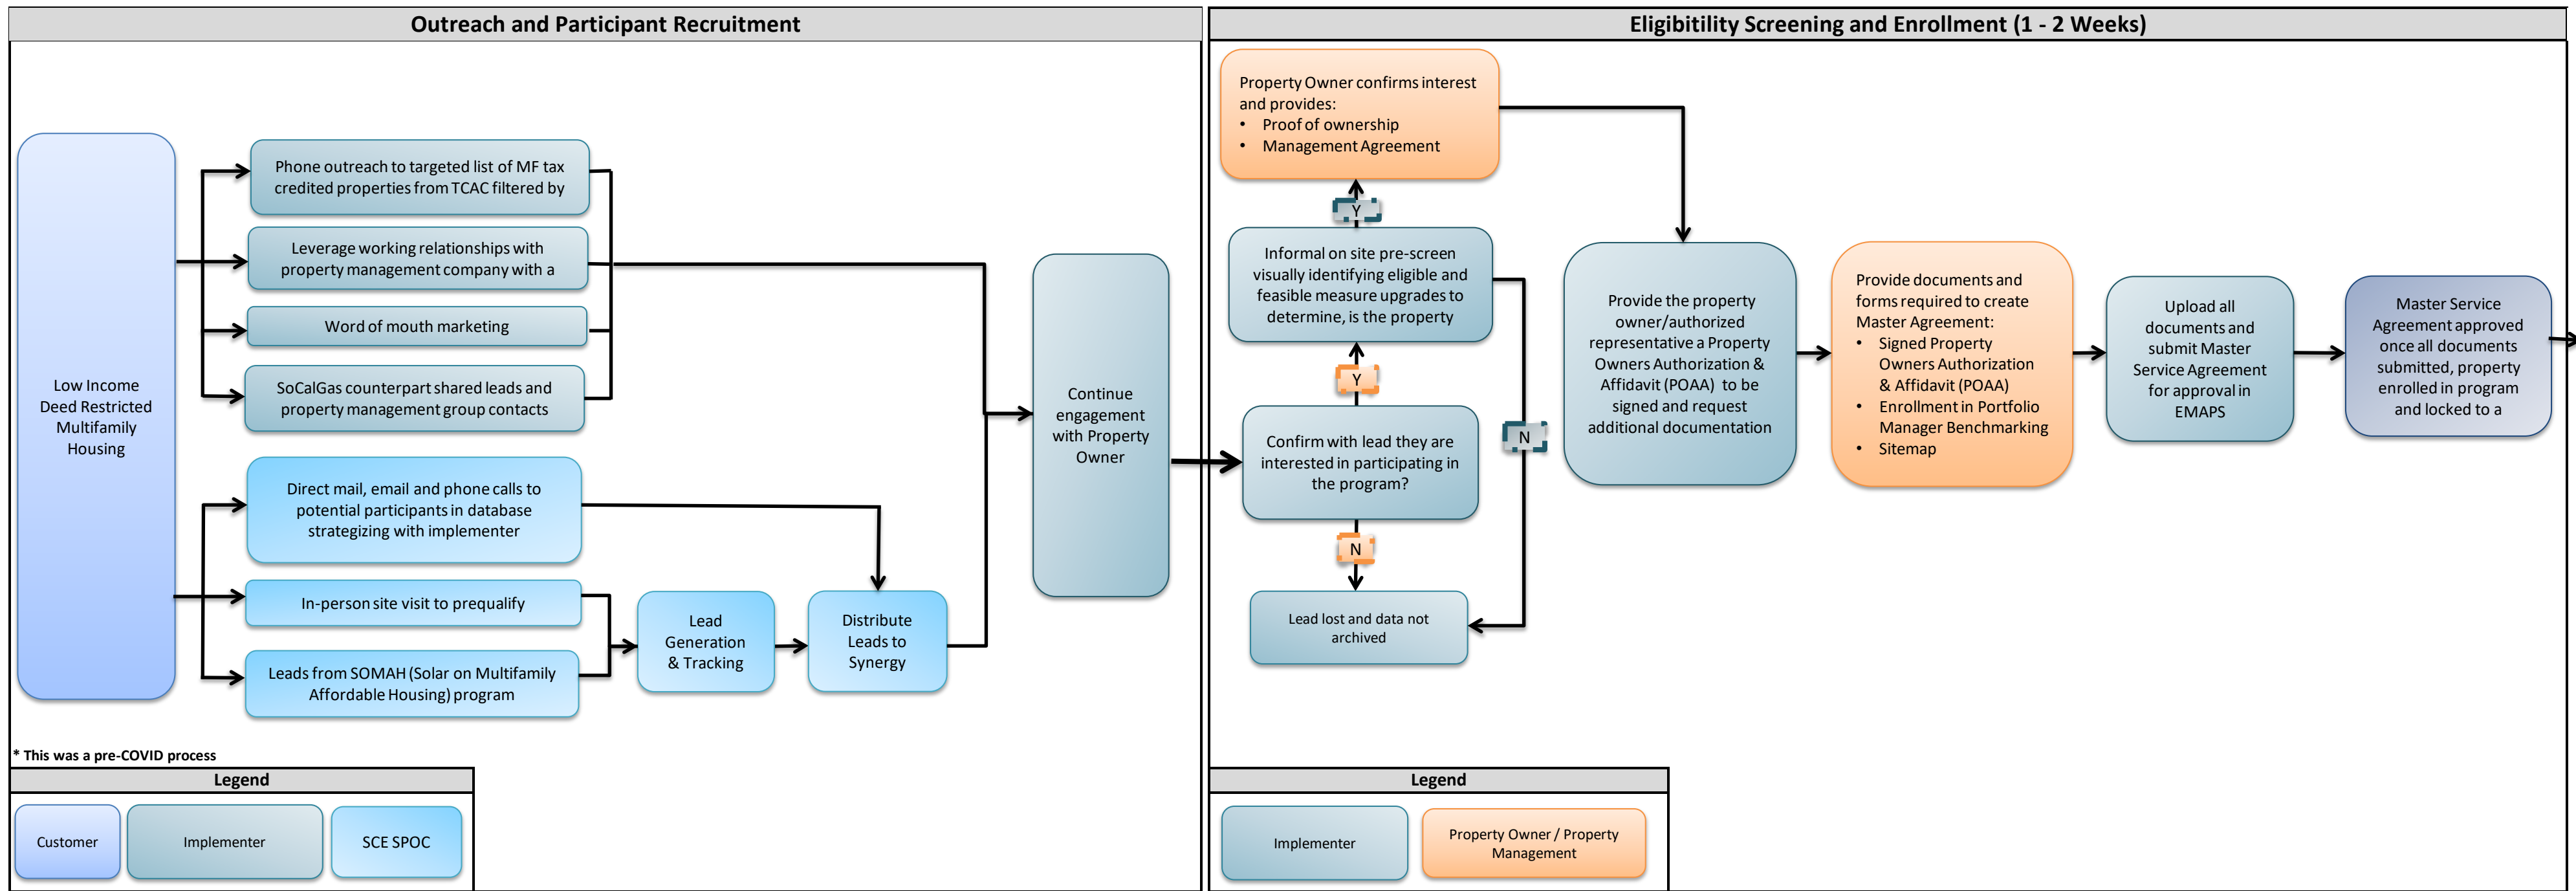 Outreach and Participant Recruitment
Low Income
Deed Restricted
Multifamily
Housing
Phone outreach to targeted list of MF tax
credited properties from TCAC filtered by
Leverage working relationships with
property management company with a
Word of mouth marketing
SoCalGas counterpart shared leads and
property management group contacts
Direct mail, email and phone calls to
potential participants in database
strategizing with implementer
In-person site visit to prequalify
Leads from SOMAH (Solar on Multifamily
Affordable Housing) program
Lead
Generation
& Tracking
Distribute
Leads to
Synergy
Continue
engagement
with Property
Owner
* This was a pre-COVID process
Legend
Customer
Implementer
SCE SPOC
Eligibitility Screening and Enrollment (1 - 2 Weeks)
Property Owner confirms interest
and provides:
• Proof of ownership
• Management Agreement
Y
Informal on site pre-screen
visually identifying eligible and
feasible measure upgrades to
determine, is the property
Y
N
Confirm with lead they are
interested in participating in
the program?
N
Lead lost and data not
archived
Provide the property
owner/authorized
representative a Property
Owners Authorization &
Affidavit (POAA) to be
signed and request
additional documentation
Provide documents and
forms required to create
Master Agreement:
• Signed Property
Owners Authorization
& Affidavit (POAA)
• Enrollment in Portfolio
Manager Benchmarking
• Sitemap
Upload all
documents and
submit Master
Service Agreement
for approval in
EMAPS
Master Service
Agreement approved
once all documents
submitted, property
enrolled in program
and locked to a
Legend
Implementer
Property Owner / Property
Management